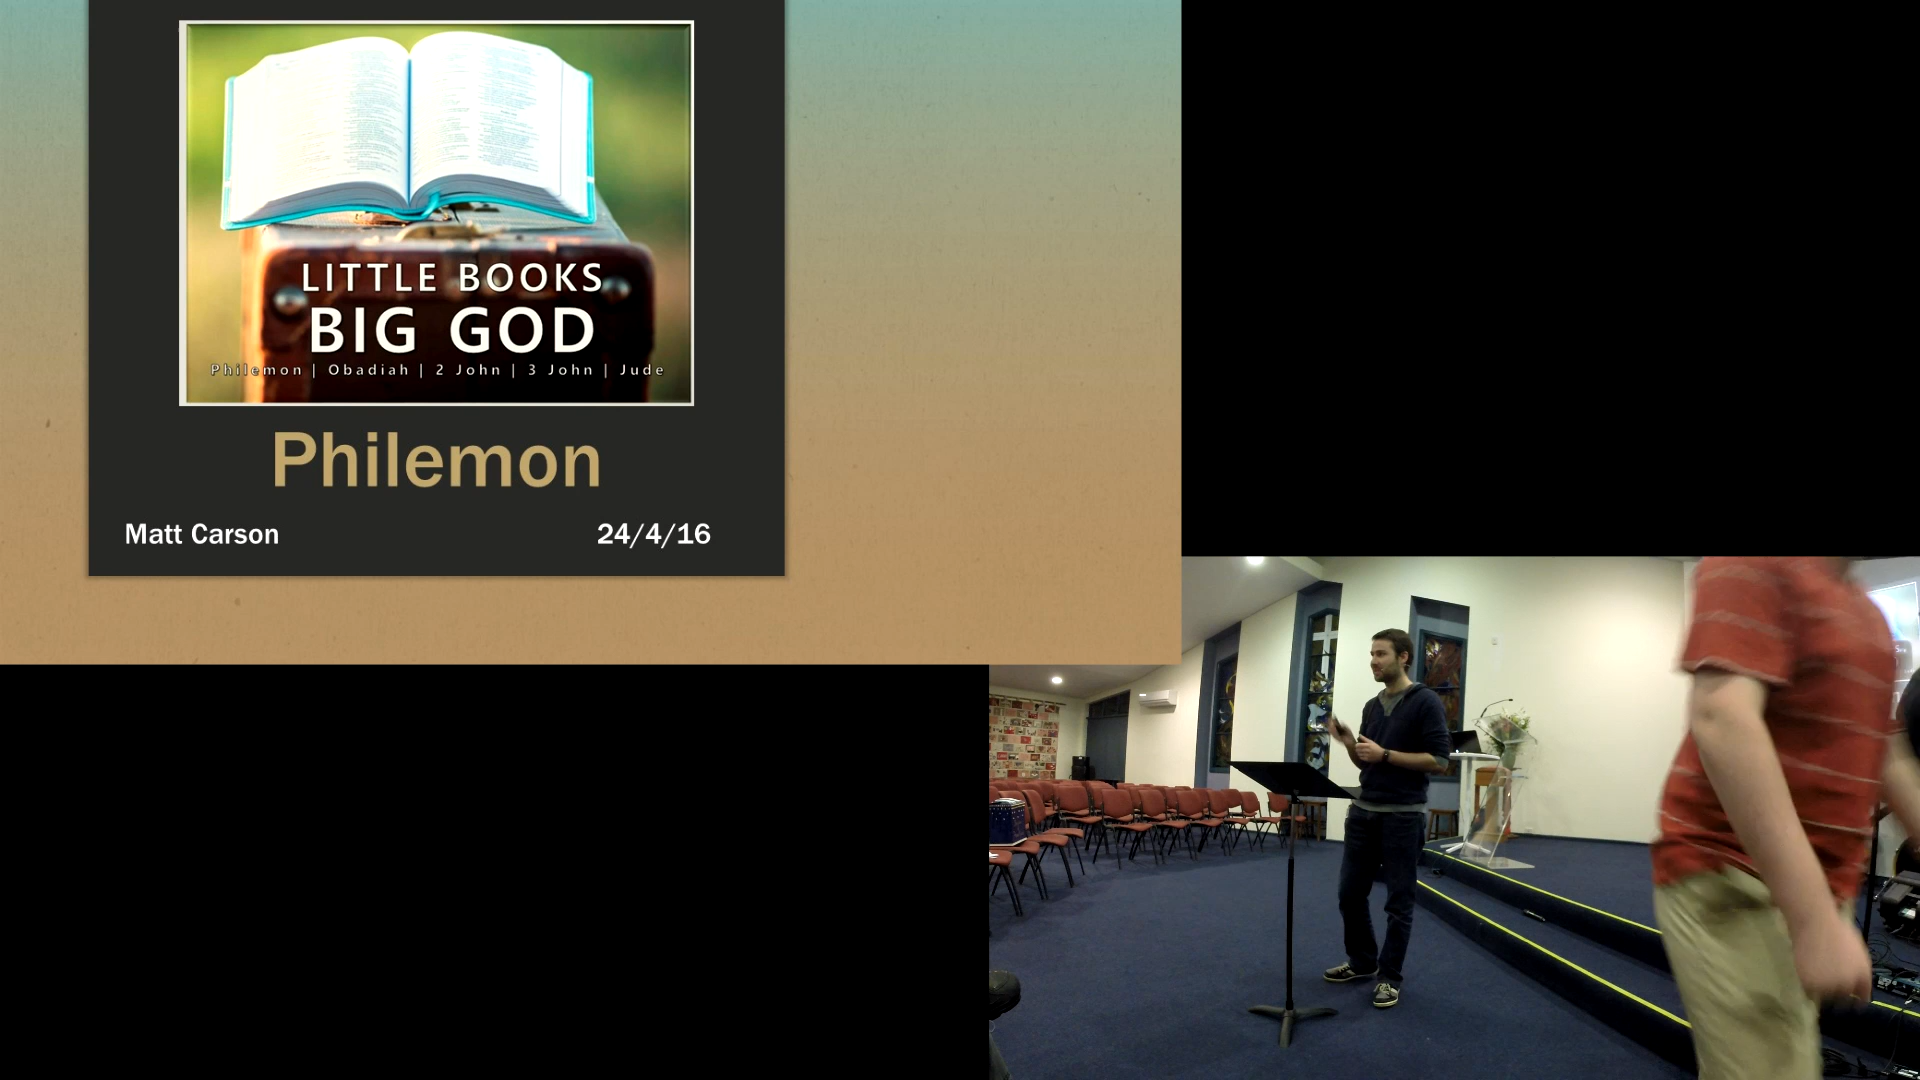 LITTLE BOOKS
BIG GOD
Philemon | Obadiah | 2 John | 3 John | Jude
Philemon
Matt Carson
24/4/16